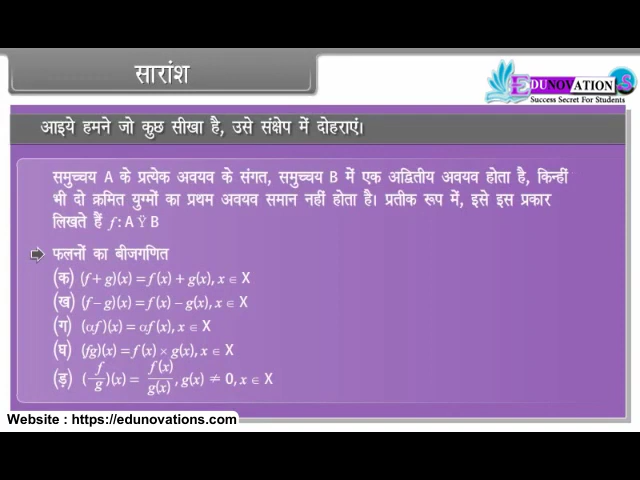 सारांश
EDUNOVATIONS
Success Secret For Students
आइये हमने जो कुछ सीखा है, उसे संक्षेप में दोहराएं।
समुच्चय A के प्रत्येक अवयव के संगत, समुच्चय B में एक अद्वितीय अवयव होता है, किन्हीं
भी दो क्रमित युग्मों का प्रथम अवयव समान नहीं होता है। प्रतीक रूप में, इसे इस प्रकार
लिखते हैं f : A Ÿ B
फलनों का बीजगणित
(क) (f + g)(x) = f (x) + g(x), x ∈ X
(ख) (f – g)(x) = f (x) – g(x), x ∈ X
(ग) (αf )(x) = αf (x), x ∈ X
(घ) (fg)(x) = f (x) × g(x), x ∈ X
(ड़) (f/g)(x) = f(x)/g(x), g(x) ≠ 0, x ∈ X
Website : https://edunovations.com